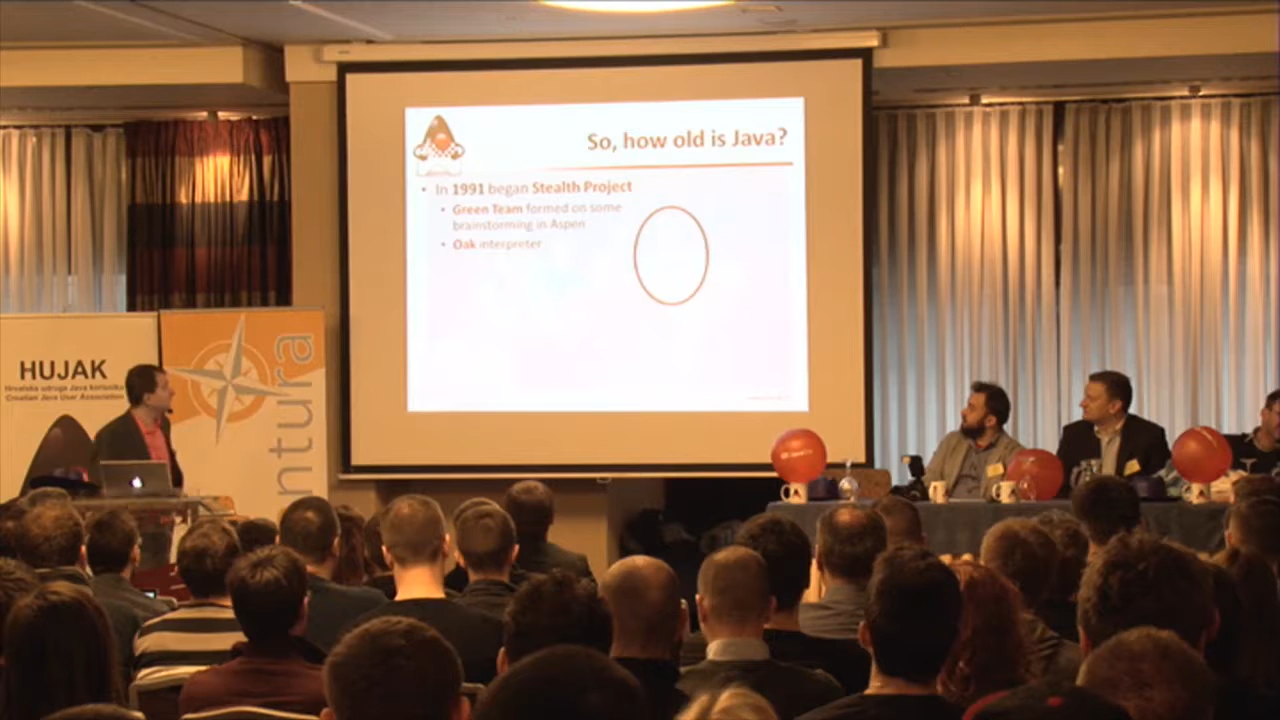 So, how old is Java?
• In 1991 began Stealth Project
• Green Team formed on some
brainstorming in Aspen
• Oak interpreter
HUJAK
Hrvatska udruga Java korisnika
Croatian Java User Association
ntura